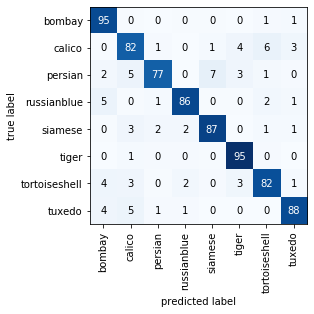 true label
bombay 95 0 0 0 0 0 1 1
calico 0 82 1 0 1 4 6 3
persian 2 5 77 0 7 3 1 0
russianblue 5 0 1 86 0 0 2 1
siamese 0 3 2 2 87 0 1 1
tiger 0 1 0 0 0 95 0 0
tortoiseshell 4 3 0 2 0 3 82 1
tuxedo 4 5 1 1 0 0 0 88
bombay calico persian russianblue siamese tiger tortoiseshell tuxedo
predicted label